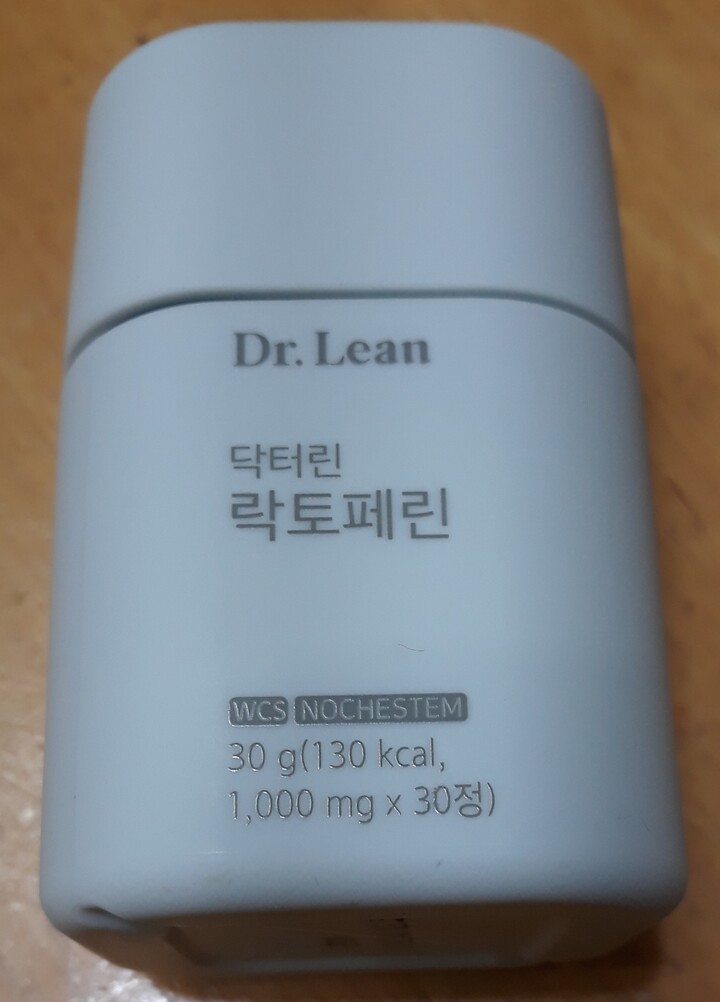 Dr. Lean
닥터린
락토페린
WCS NOCHESTEM
30 g(130 kcal,
1,000 mg x 30정)